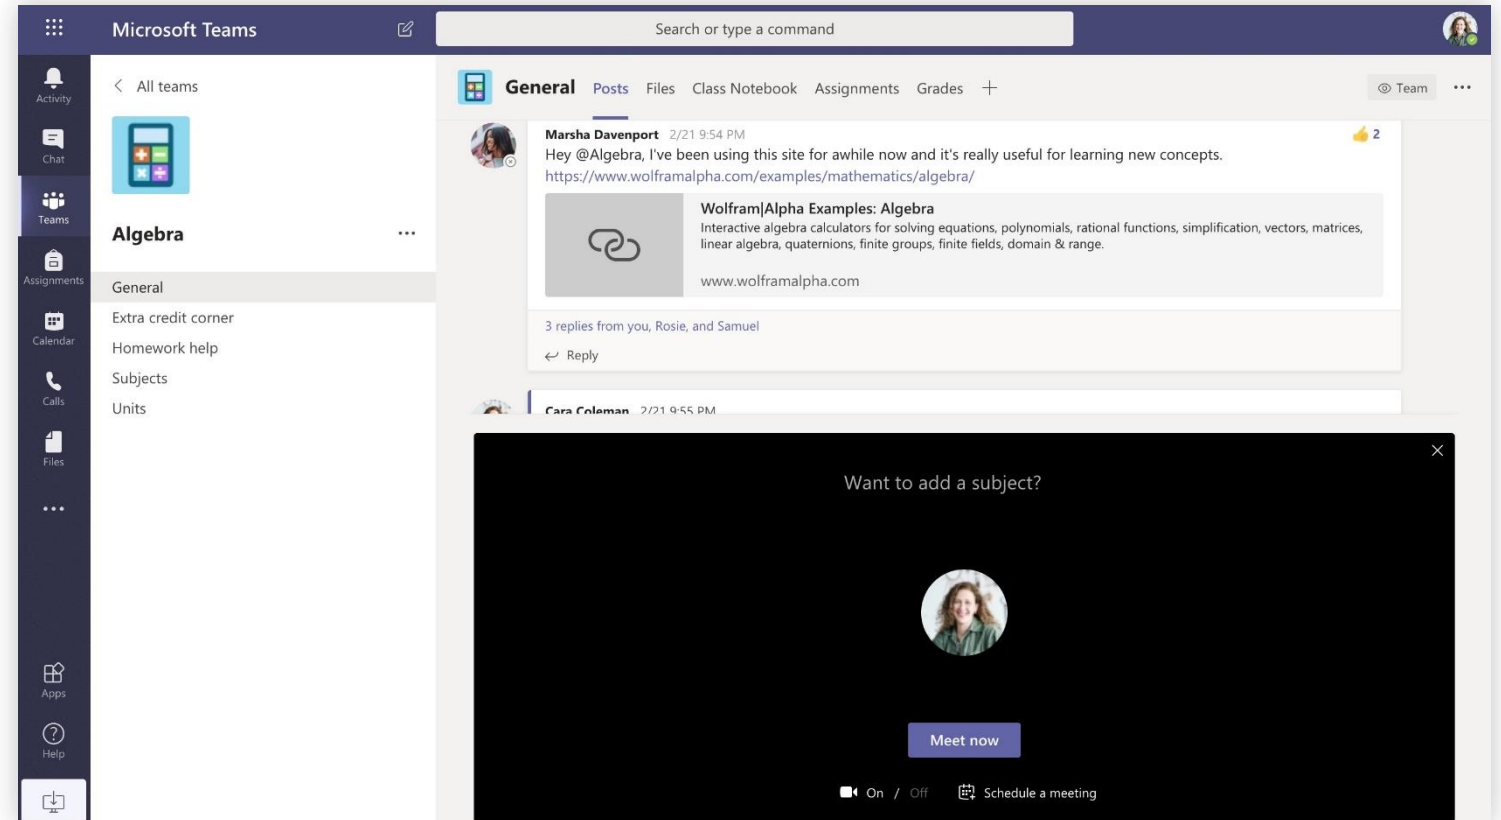 Microsoft Teams
Search or type a command
Activity
Chat
Teams
Assignments
Calendar
Calls
Files
Apps
Help
All teams
Algebra
General
Extra credit corner
Homework help
Subjects
Units
General Posts Files Class Notebook Assignments Grades
Team
Marsha Davenport 2/21 9:54 PM
2
Hey @Algebra, I've been using this site for awhile now and it's really useful for learning new concepts.
https://www.wolframalpha.com/examples/mathematics/algebra/
Wolfram|Alpha Examples: Algebra
Interactive algebra calculators for solving equations, polynomials, rational functions, simplification, vectors, matrices,
linear algebra, quaternions, finite groups, finite fields, domain & range.
www.wolframalpha.com
3 replies from you, Rosie, and Samuel
Reply
Cara Coleman 2/21 9:55 PM
Want to add a subject?
Meet now
On / Off
Schedule a meeting